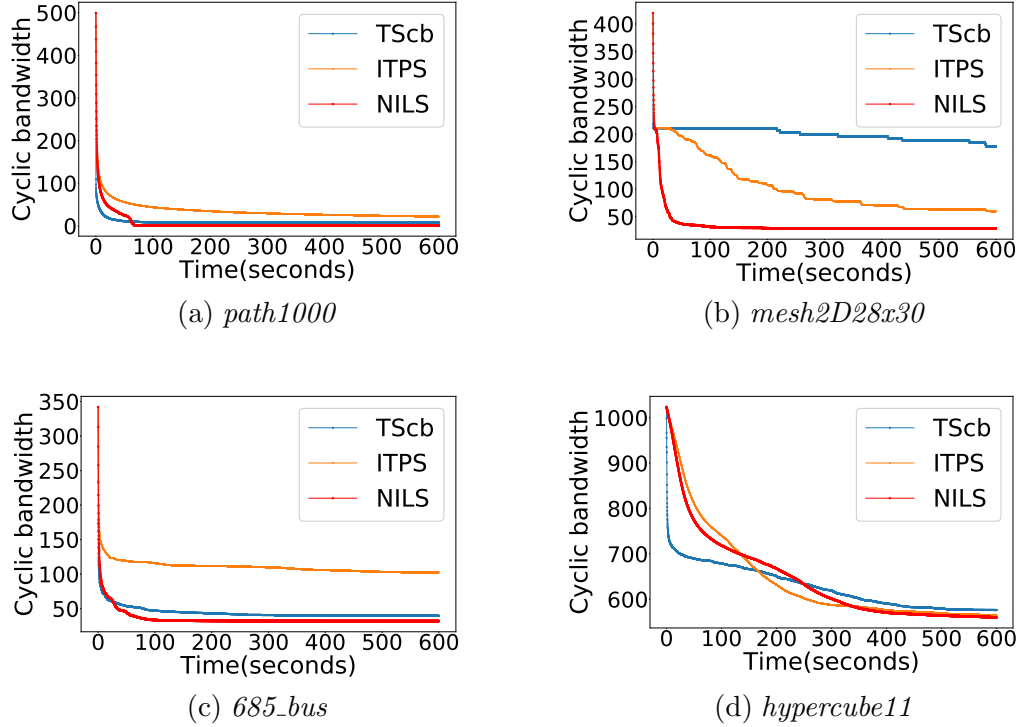 500
400
300
200
100
0
Cyclic bandwidth
TScb
ITPS
NILS
0 100 200 300 400 500 600
Time(seconds)
(a) path1000
400
350
300
250
200
150
100
50
Cyclic bandwidth
TScb
ITPS
NILS
0 100 200 300 400 500 600
Time(seconds)
(b) mesh2D28x30
350
300
250
200
150
100
50
Cyclic bandwidth
TScb
ITPS
NILS
0 100 200 300 400 500 600
Time(seconds)
(c) 685_bus
1000
900
800
700
600
Cyclic bandwidth
TScb
ITPS
NILS
0 100 200 300 400 500 600
Time(seconds)
(d) hypercube11